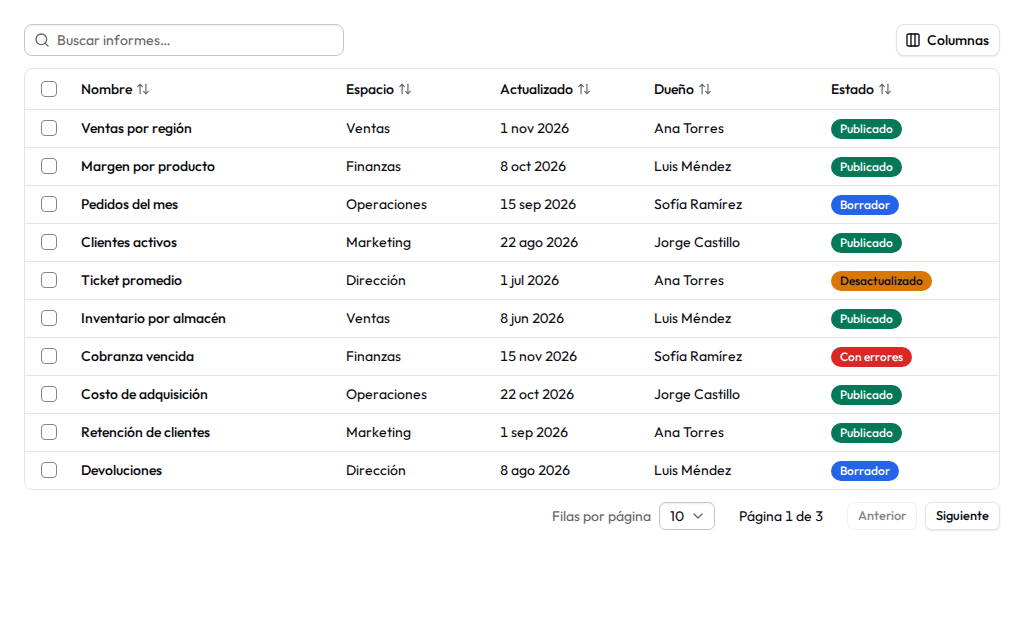 Buscar informes…
Columnas
Nombre Espacio Actualizado Dueño Estado
Ventas por región Ventas 1 nov 2026 Ana Torres Publicado
Margen por producto Finanzas 8 oct 2026 Luis Méndez Publicado
Pedidos del mes Operaciones 15 sep 2026 Sofía Ramírez Borrador
Clientes activos Marketing 22 ago 2026 Jorge Castillo Publicado
Ticket promedio Dirección 1 jul 2026 Ana Torres Desactualizado
Inventario por almacén Ventas 8 jun 2026 Luis Méndez Publicado
Cobranza vencida Finanzas 15 nov 2026 Sofía Ramírez Con errores
Costo de adquisición Operaciones 22 oct 2026 Jorge Castillo Publicado
Retención de clientes Marketing 1 sep 2026 Ana Torres Publicado
Devoluciones Dirección 8 ago 2026 Luis Méndez Borrador
Filas por página 10 Página 1 de 3 Anterior Siguiente